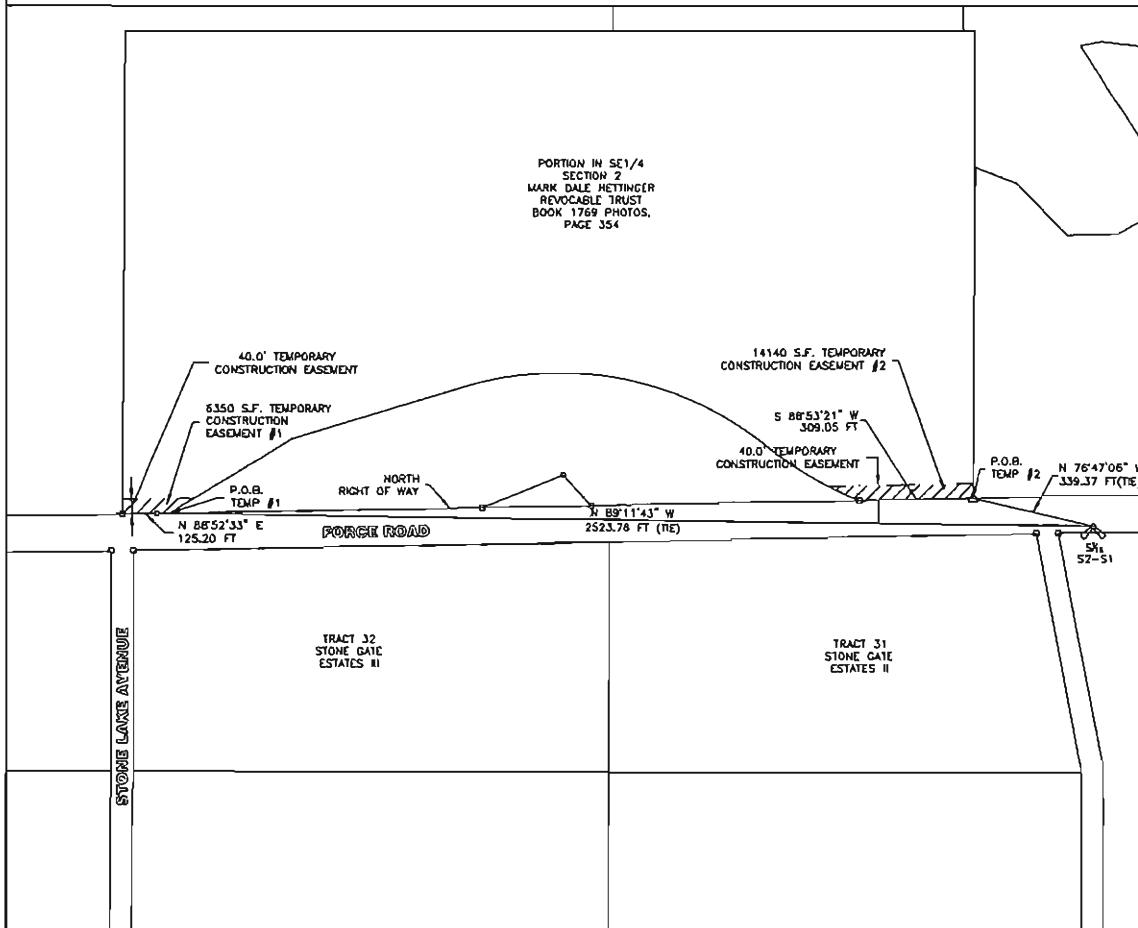 PORTION IN SE1/4
SECTION 2
MARK DALE HETTINGER
REVOCABLE TRUST
BOOK 1769 PHOTOS,
PAGE 354
40.0' TEMPORARY
CONSTRUCTION EASEMENT
14140 S.F. TEMPORARY
CONSTRUCTION EASEMENT #2
6350 S.F. TEMPORARY
CONSTRUCTION
EASEMENT #1
S 88°53'21" W
309.05 FT
40.0' TEMPORARY
CONSTRUCTION EASEMENT
P.O.B.
TEMP #2
N 76°47'06" W
339.37 FT(TIE)
NORTH
RIGHT OF WAY
P.O.B.
TEMP #1
N 88°52'33" E
125.20 FT
FORCE ROAD
N 89°11'43" W
2523.78 FT (TIE)
S2-S1
TRACT 32
STONE GATE
ESTATES III
TRACT 31
STONE GATE
ESTATES II
STONE LAKE AVENUE